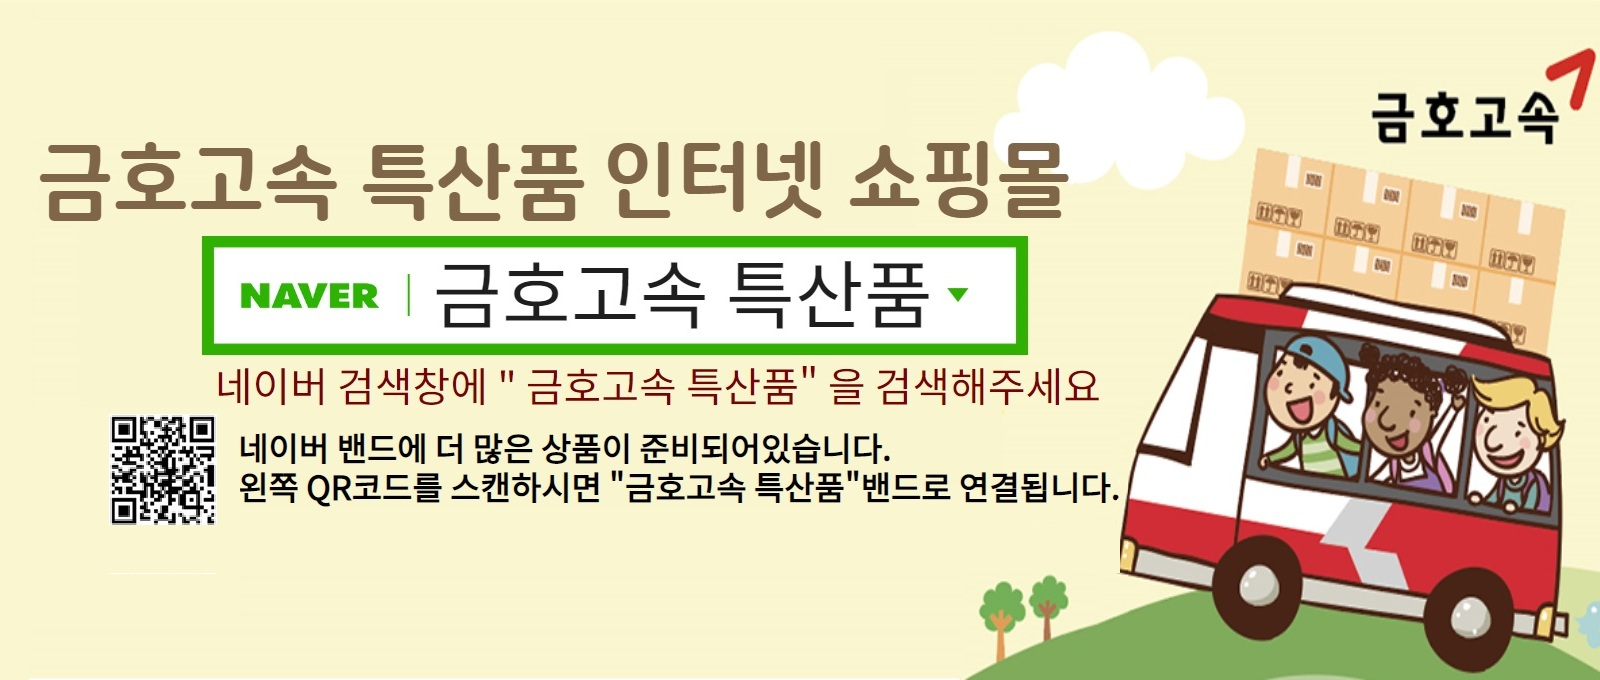 금호고속
금호고속 특산품 인터넷 쇼핑몰
NAVER 금호고속 특산품
네이버 검색창에 " 금호고속 특산품" 을 검색해주세요
네이버 밴드에 더 많은 상품이 준비되어있습니다.
왼쪽 QR코드를 스캔하시면 "금호고속 특산품"밴드로 연결됩니다.